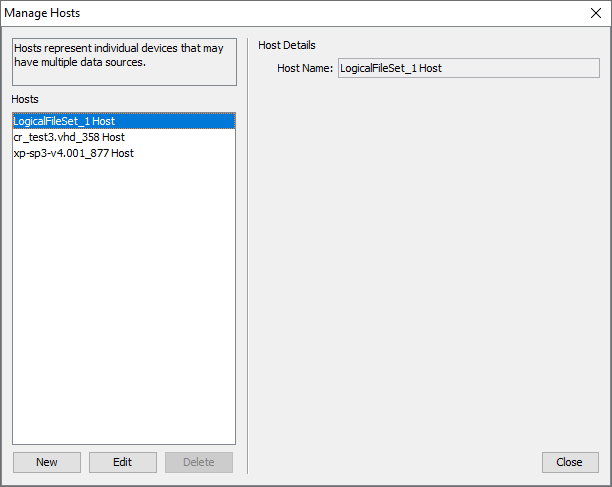 Manage Hosts
Hosts represent individual devices that may
have multiple data sources.
Hosts
LogicalFileSet_1 Host
cr_test3.vhd_358 Host
xp-sp3-v4.001_877 Host
New
Edit
Delete
Host Details
Host Name:
LogicalFileSet_1 Host
Close